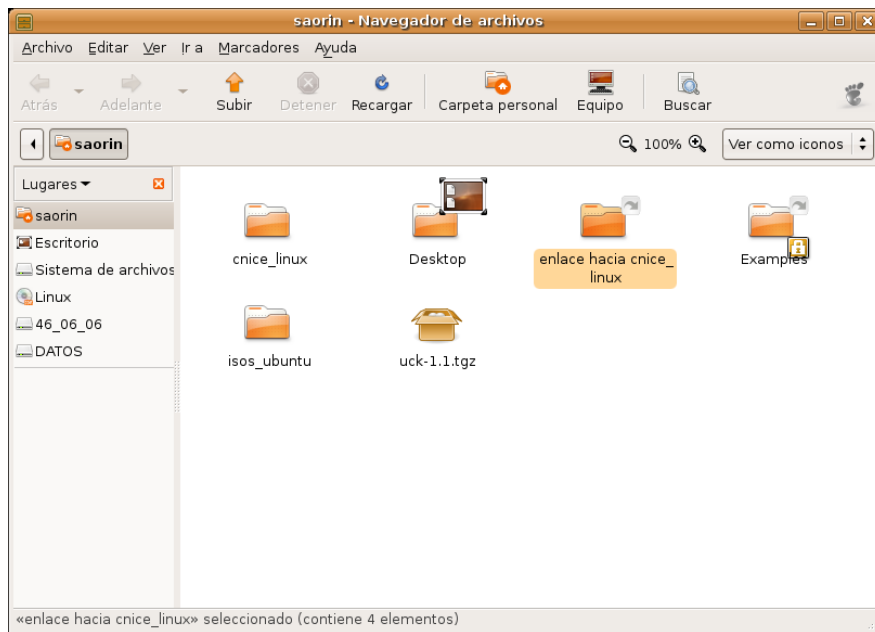 saorin - Navegador de archivos
Archivo Editar Ver Ir a Marcadores Ayuda
Atrás Adelante Subir Detener Recargar Carpeta personal Equipo Buscar
saorin 100% Ver como iconos
Lugares
saorin
Escritorio
Sistema de archivos
Linux
46_06_06
DATOS
cnice_linux
Desktop
enlace hacia cnice_
linux
Examples
isos_ubuntu
uck-1.1.tgz
«enlace hacia cnice_linux» seleccionado (contiene 4 elementos)